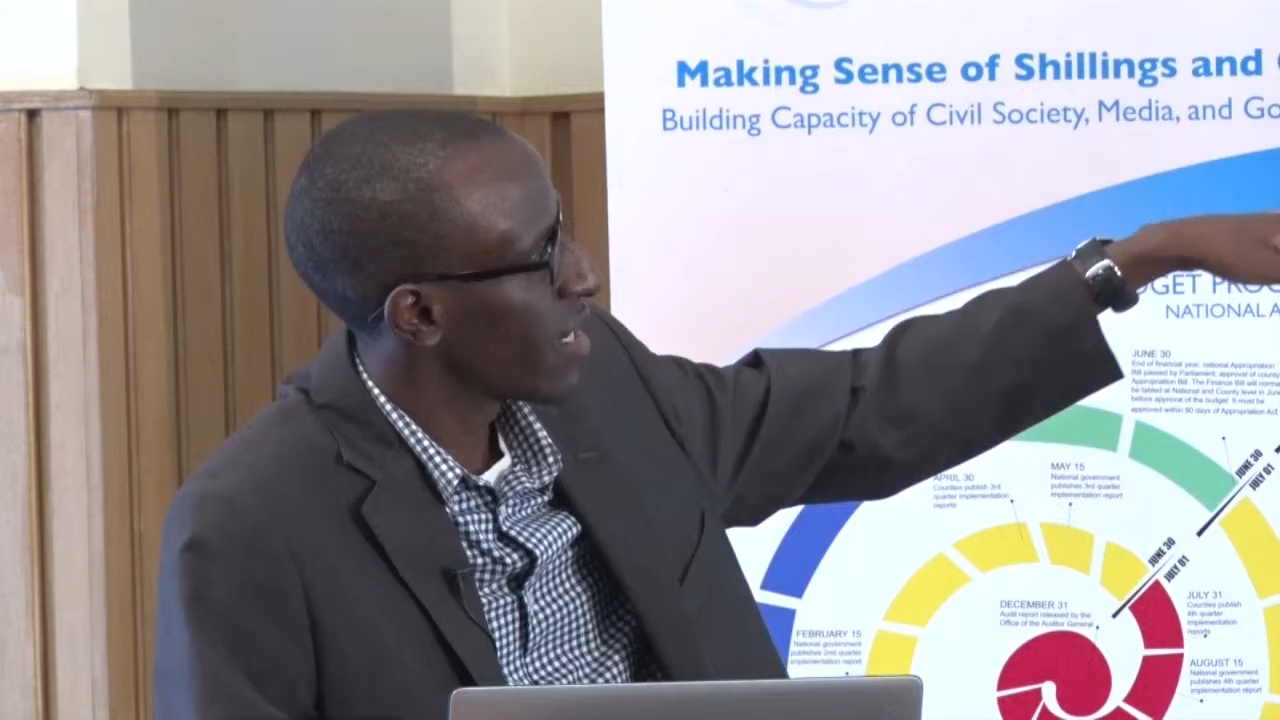 Making Sense of Shillings and
Building Capacity of Civil Society, Media, and Go
GET PROC
NATIONAL A
JUNE 30
End of financial year, national Appropriation
Bill passed by Parliament; approval of county
Appropriation Bill. The Finance Bill will norma
be tabled at National and County level in June
before approval of the budget. It must be
approved within 90 days of Appropriation Act
JUNE 30
JULY 01
MAY 15
National government
publishes 3rd quarter
implementation report
APRIL 30
Counties publish 3rd
quarter implementation
reports
JUNE 30
JULY 01
DECEMBER 31
Audit report released by the
Office of the Auditor General
JULY 31
Counties publish
4th quarter
implementation
reports
FEBRUARY 15
National government
publishes 2nd quarter
implementation report
AUGUST 15
National government
publishes 4th quarter
implementation report